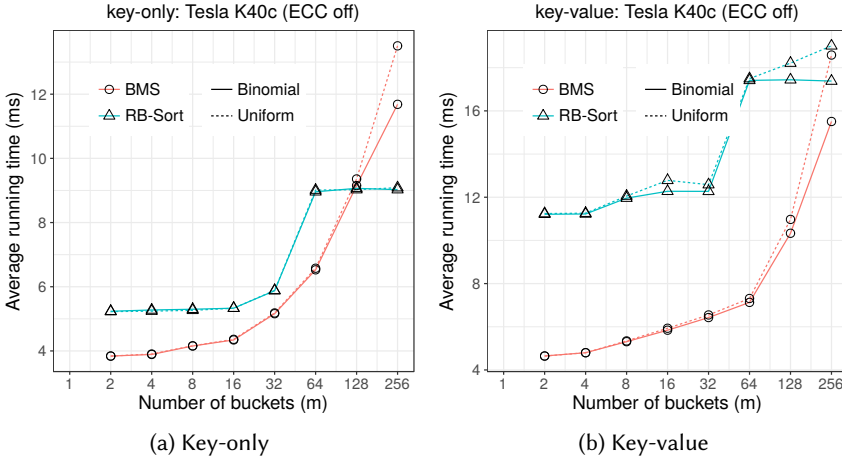 key-only: Tesla K40c (ECC off)
Average running time (ms)
12
10
8
6
4
BMS
RB-Sort
Binomial
Uniform
1 2 4 8 16 32 64 128 256
Number of buckets (m)
(a) Key-only
key-value: Tesla K40c (ECC off)
Average running time (ms)
16
12
8
4
BMS
RB-Sort
Binomial
Uniform
1 2 4 8 16 32 64 128 256
Number of buckets (m)
(b) Key-value